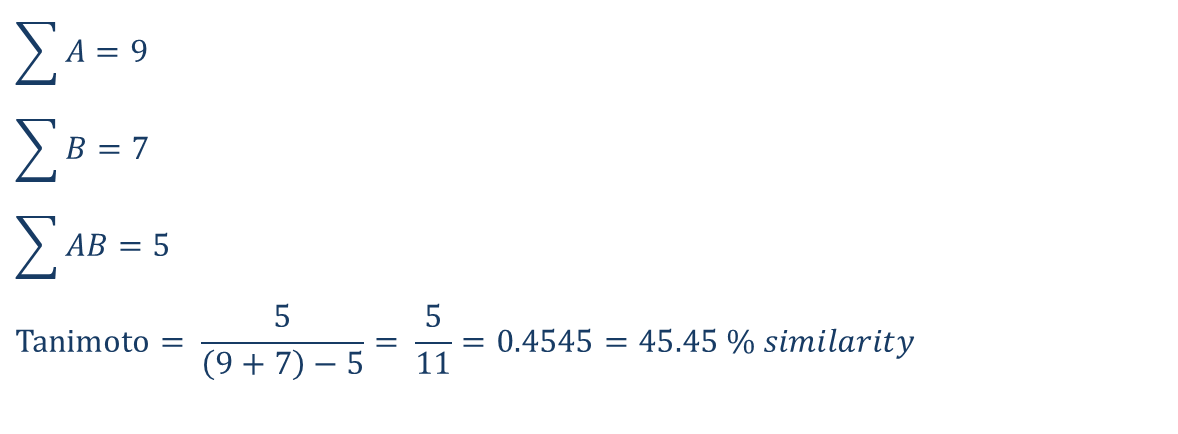 ∑ A = 9
∑ B = 7
∑ AB = 5
Tanimoto = 5 / ((9 + 7) − 5) = 5 / 11 = 0.4545 = 45.45 % similarity